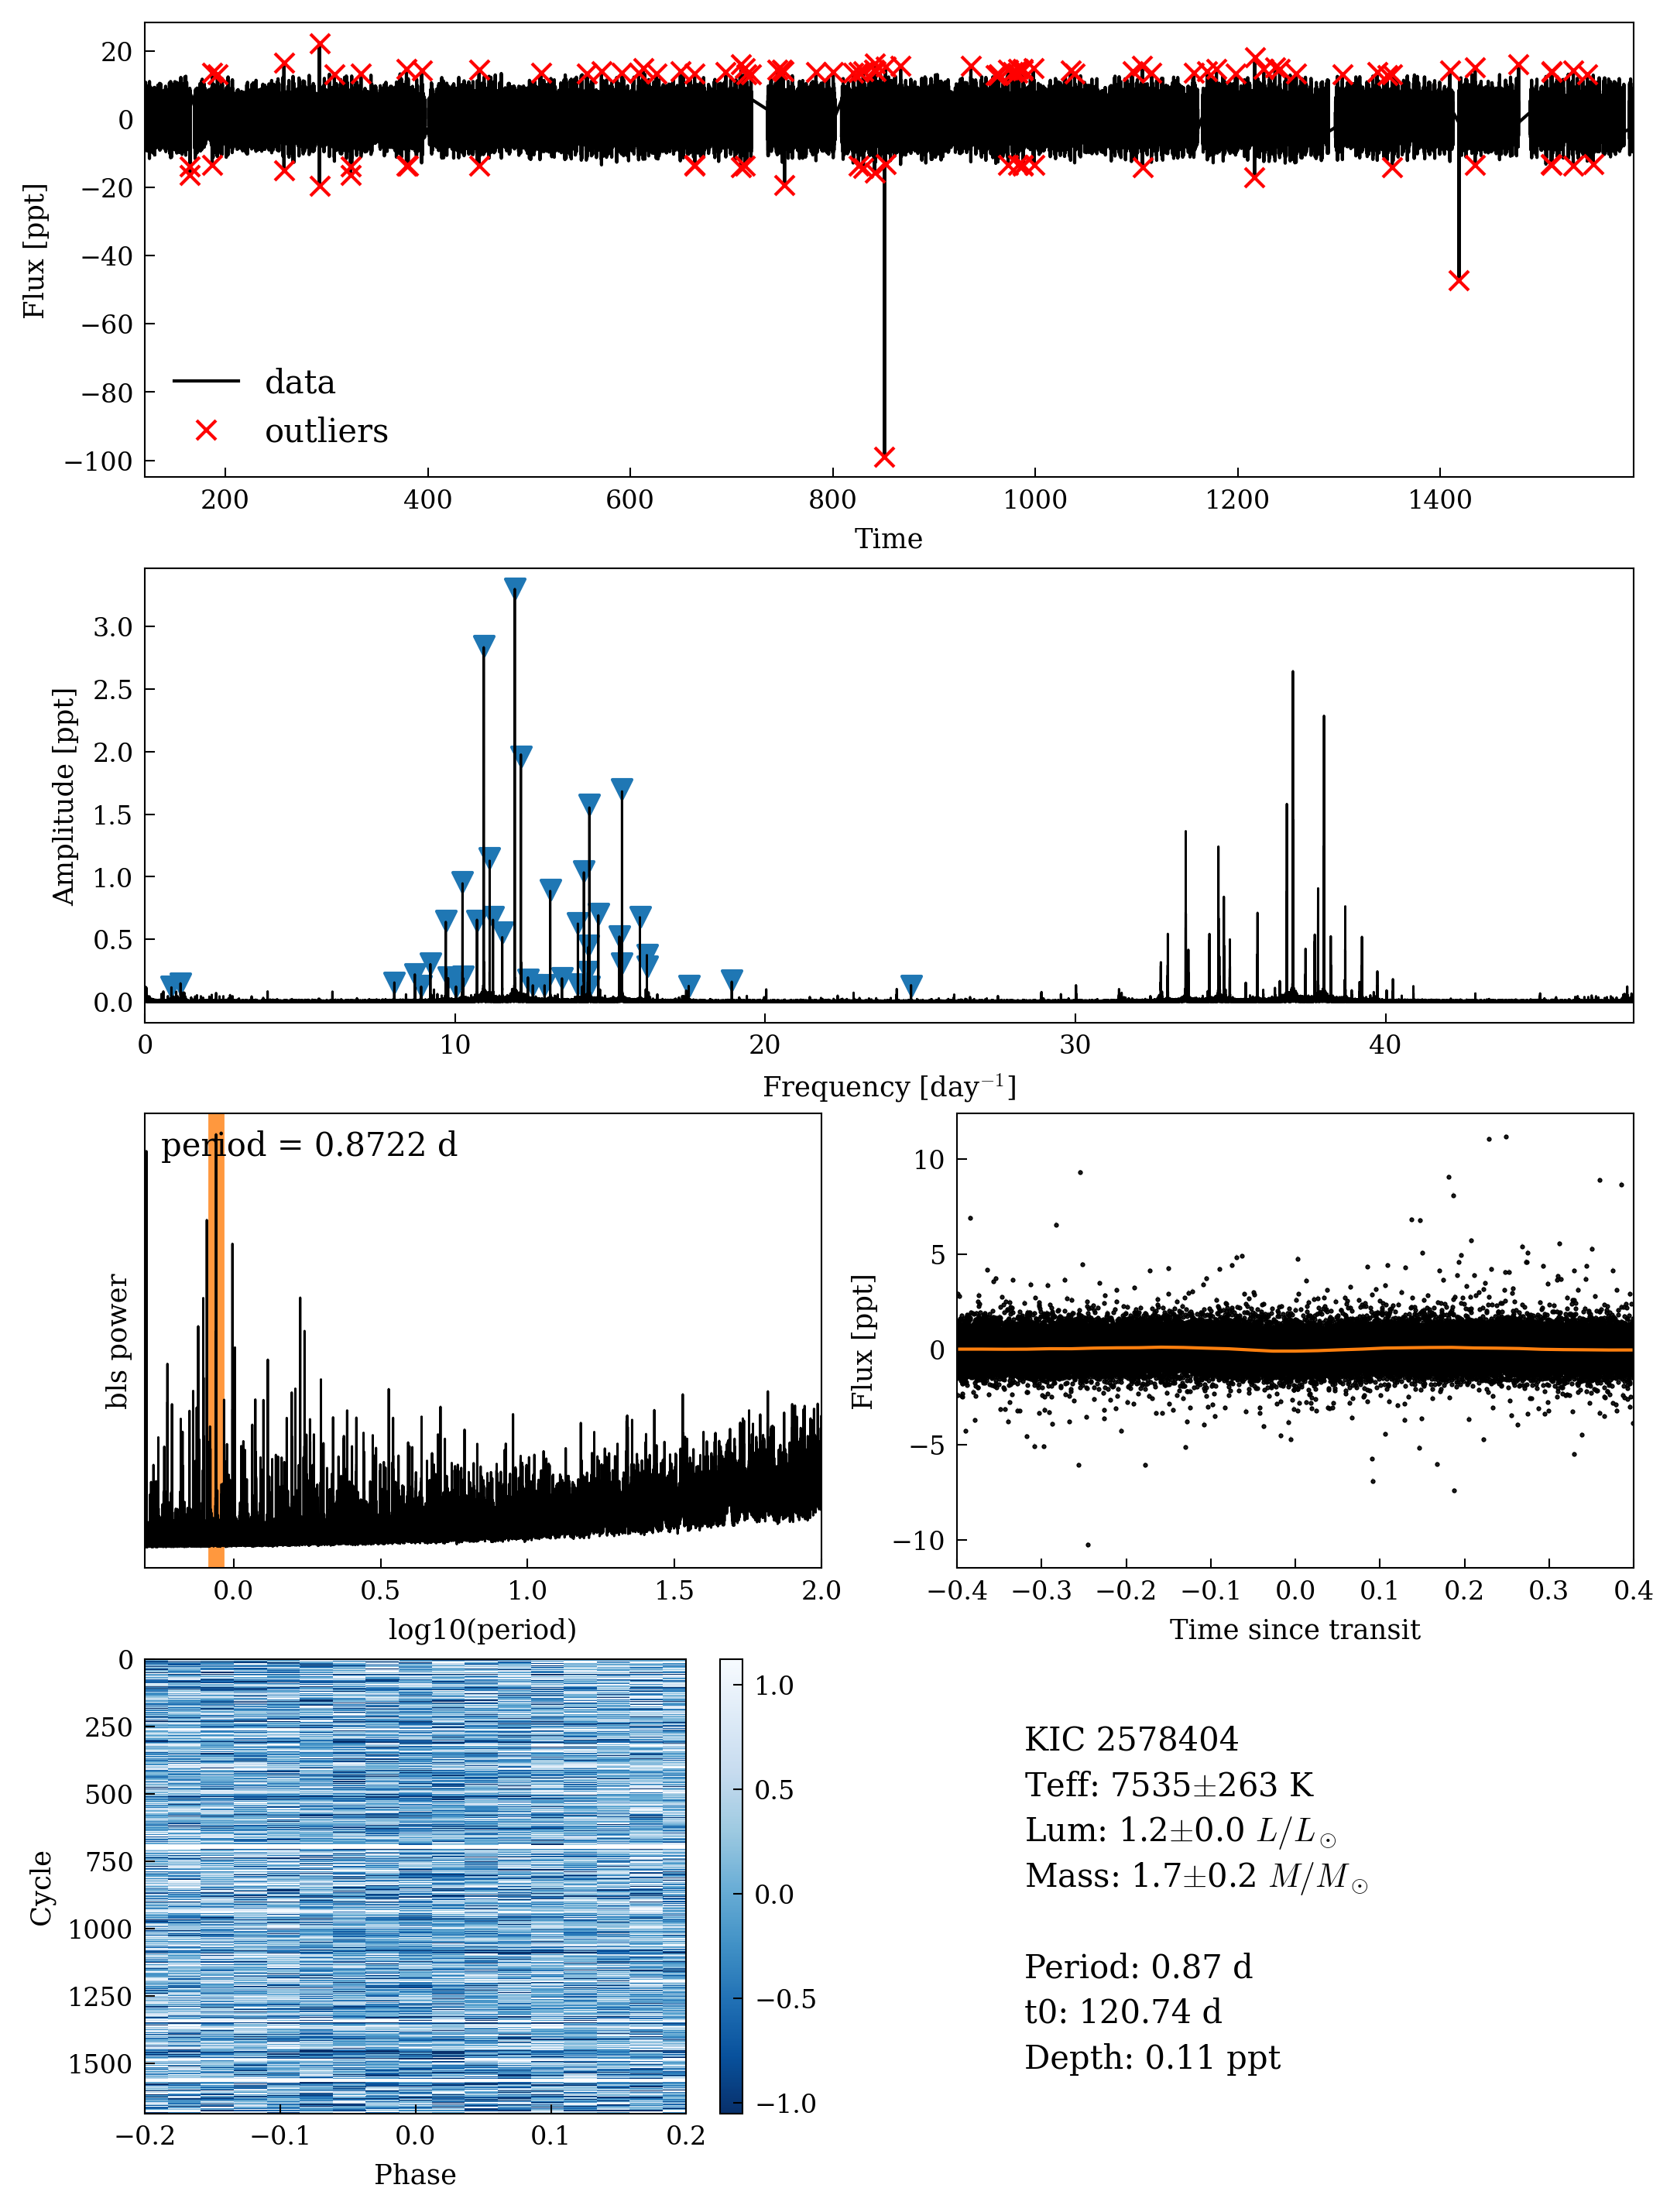 20
0
−20
−40
−60
−80
−100
Flux [ppt]
data
outliers
200 400 600 800 1000 1200 1400
Time
3.0
2.5
2.0
1.5
1.0
0.5
0.0
Amplitude [ppt]
0 10 20 30 40
Frequency [day⁻¹]
period = 0.8722 d
bls power
0.0 0.5 1.0 1.5 2.0
log10(period)
10
5
0
−5
−10
Flux [ppt]
−0.4 −0.3 −0.2 −0.1 0.0 0.1 0.2 0.3 0.4
Time since transit
0
250
500
750
1000
1250
1500
Cycle
−0.2 −0.1 0.0 0.1 0.2
Phase
1.0
0.5
0.0
−0.5
−1.0
KIC 2578404
Teff: 7535±263 K
Lum: 1.2±0.0 L/L☉
Mass: 1.7±0.2 M/M☉
Period: 0.87 d
t0: 120.74 d
Depth: 0.11 ppt